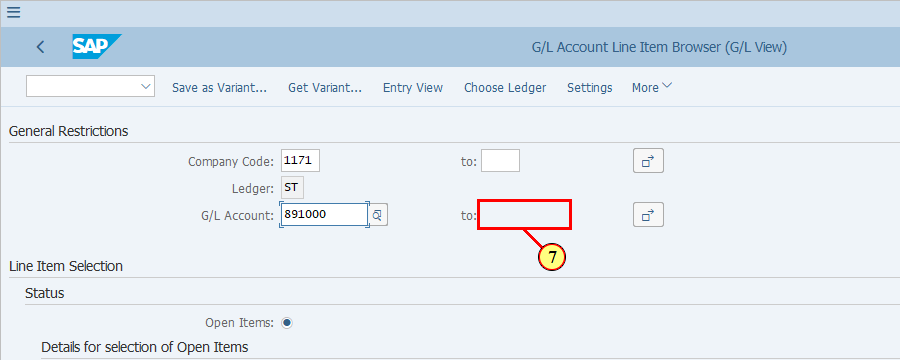 SAP
G/L Account Line Item Browser (G/L View)
Save as Variant... Get Variant... Entry View Choose Ledger Settings More
General Restrictions
Company Code: 1171 to:
Ledger: ST
G/L Account: 891000 to:
7
Line Item Selection
Status
Open Items:
Details for selection of Open Items